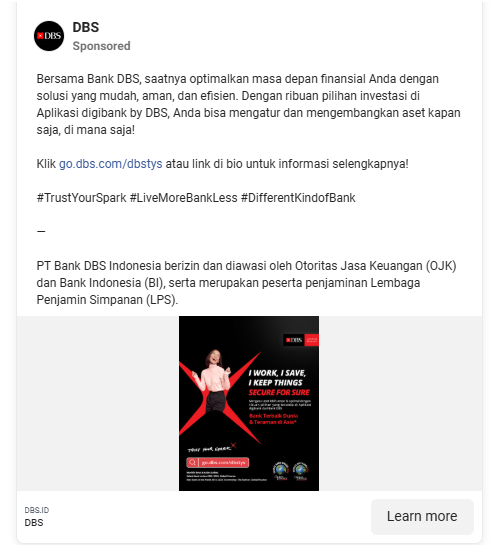 DBS
DBS
Sponsored
Bersama Bank DBS, saatnya optimalkan masa depan finansial Anda dengan
solusi yang mudah, aman, dan efisien. Dengan ribuan pilihan investasi di
Aplikasi digibank by DBS, Anda bisa mengatur dan mengembangkan aset kapan
saja, di mana saja!
Klik go.dbs.com/dbstys atau link di bio untuk informasi selengkapnya!
#TrustYourSpark #LiveMoreBankLess #DifferentKindofBank
—
PT Bank DBS Indonesia berizin dan diawasi oleh Otoritas Jasa Keuangan (OJK)
dan Bank Indonesia (BI), serta merupakan peserta penjaminan Lembaga
Penjamin Simpanan (LPS).
DBS
I WORK, I SAVE,
I KEEP THINGS
SECURE FOR SURE
Bank Terbaik Dunia
& Teraman di Asia*
TRUST YOUR SPARK
go.dbs.com/dbstys
DBS.ID
DBS
Learn more